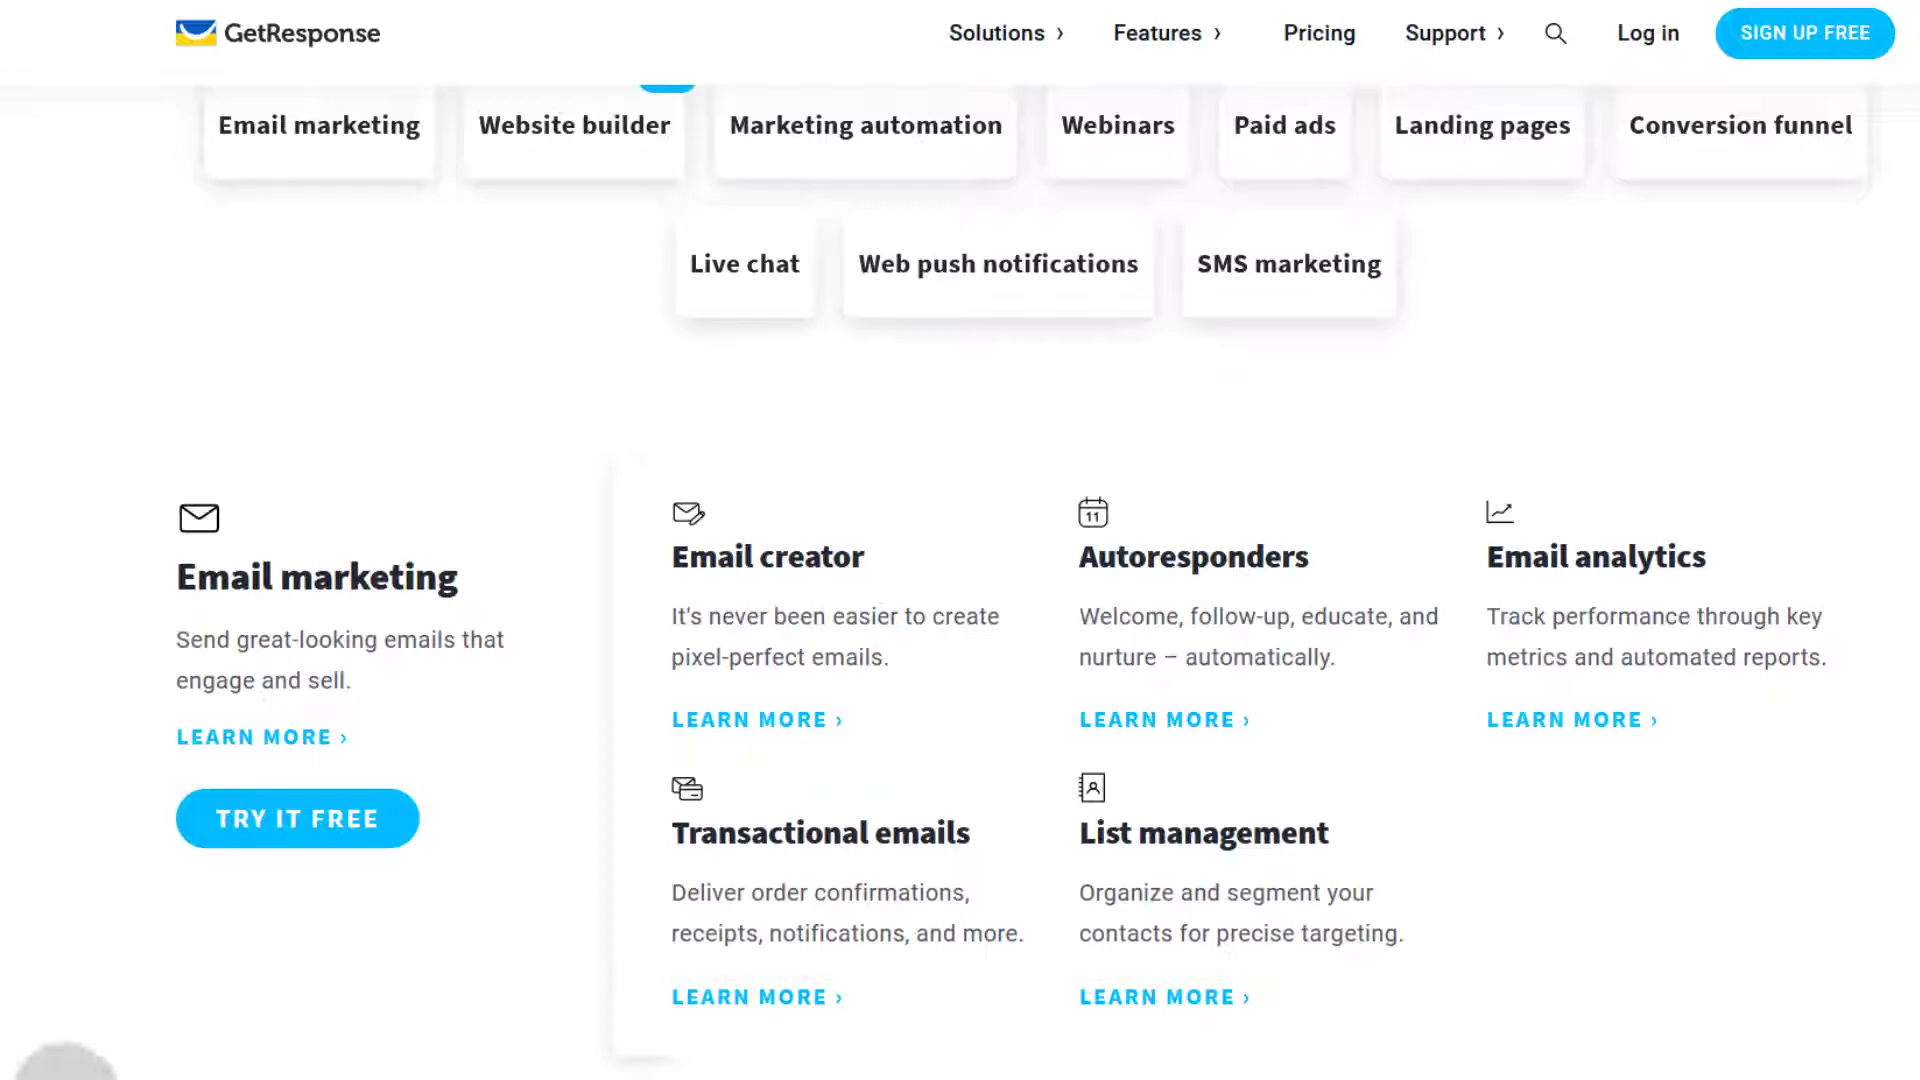 GetResponse
Solutions ›
Features ›
Pricing
Support ›
Log in
SIGN UP FREE
Email marketing
Website builder
Marketing automation
Webinars
Paid ads
Landing pages
Conversion funnel
Live chat
Web push notifications
SMS marketing
Email marketing
Send great-looking emails that
engage and sell.
LEARN MORE ›
TRY IT FREE
Email creator
It's never been easier to create
pixel-perfect emails.
LEARN MORE ›
11
Autoresponders
Welcome, follow-up, educate, and
nurture – automatically.
LEARN MORE ›
Email analytics
Track performance through key
metrics and automated reports.
LEARN MORE ›
Transactional emails
Deliver order confirmations,
receipts, notifications, and more.
LEARN MORE ›
List management
Organize and segment your
contacts for precise targeting.
LEARN MORE ›